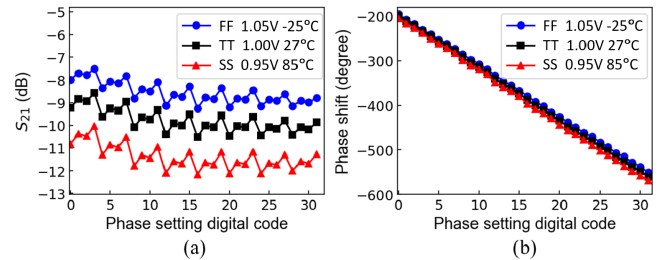 −4
−5
−6
−7
−8
−9
−10
−11
−12
−13
S21 (dB)
FF 1.05V -25°C
TT 1.00V 27°C
SS 0.95V 85°C
0 5 10 15 20 25 30
Phase setting digital code
(a)
−200
−300
−400
−500
−600
Phase shift (degree)
FF 1.05V -25°C
TT 1.00V 27°C
SS 0.95V 85°C
0 5 10 15 20 25 30
Phase setting digital code
(b)